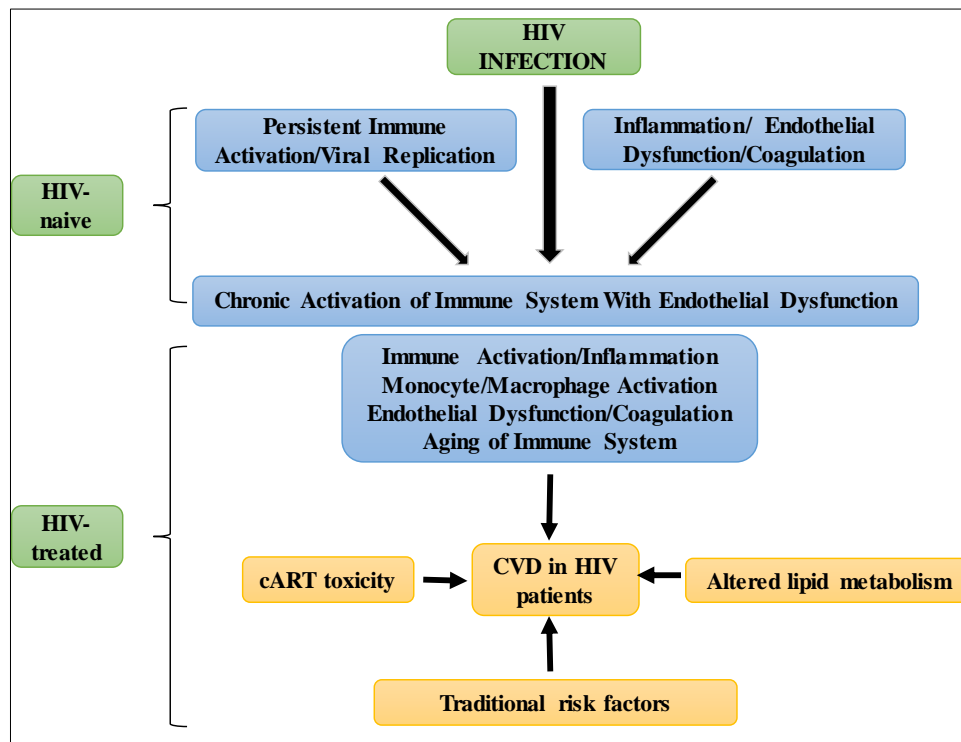 HIV
INFECTION
Persistent Immune
Activation/Viral Replication
Inflammation/ Endothelial
Dysfunction/Coagulation
HIV-
naive
Chronic Activation of Immune System With Endothelial Dysfunction
Immune Activation/Inflammation
Monocyte/Macrophage Activation
Endothelial Dysfunction/Coagulation
Aging of Immune System
HIV-
treated
cART toxicity
CVD in HIV
patients
Altered lipid metabolism
Traditional risk factors